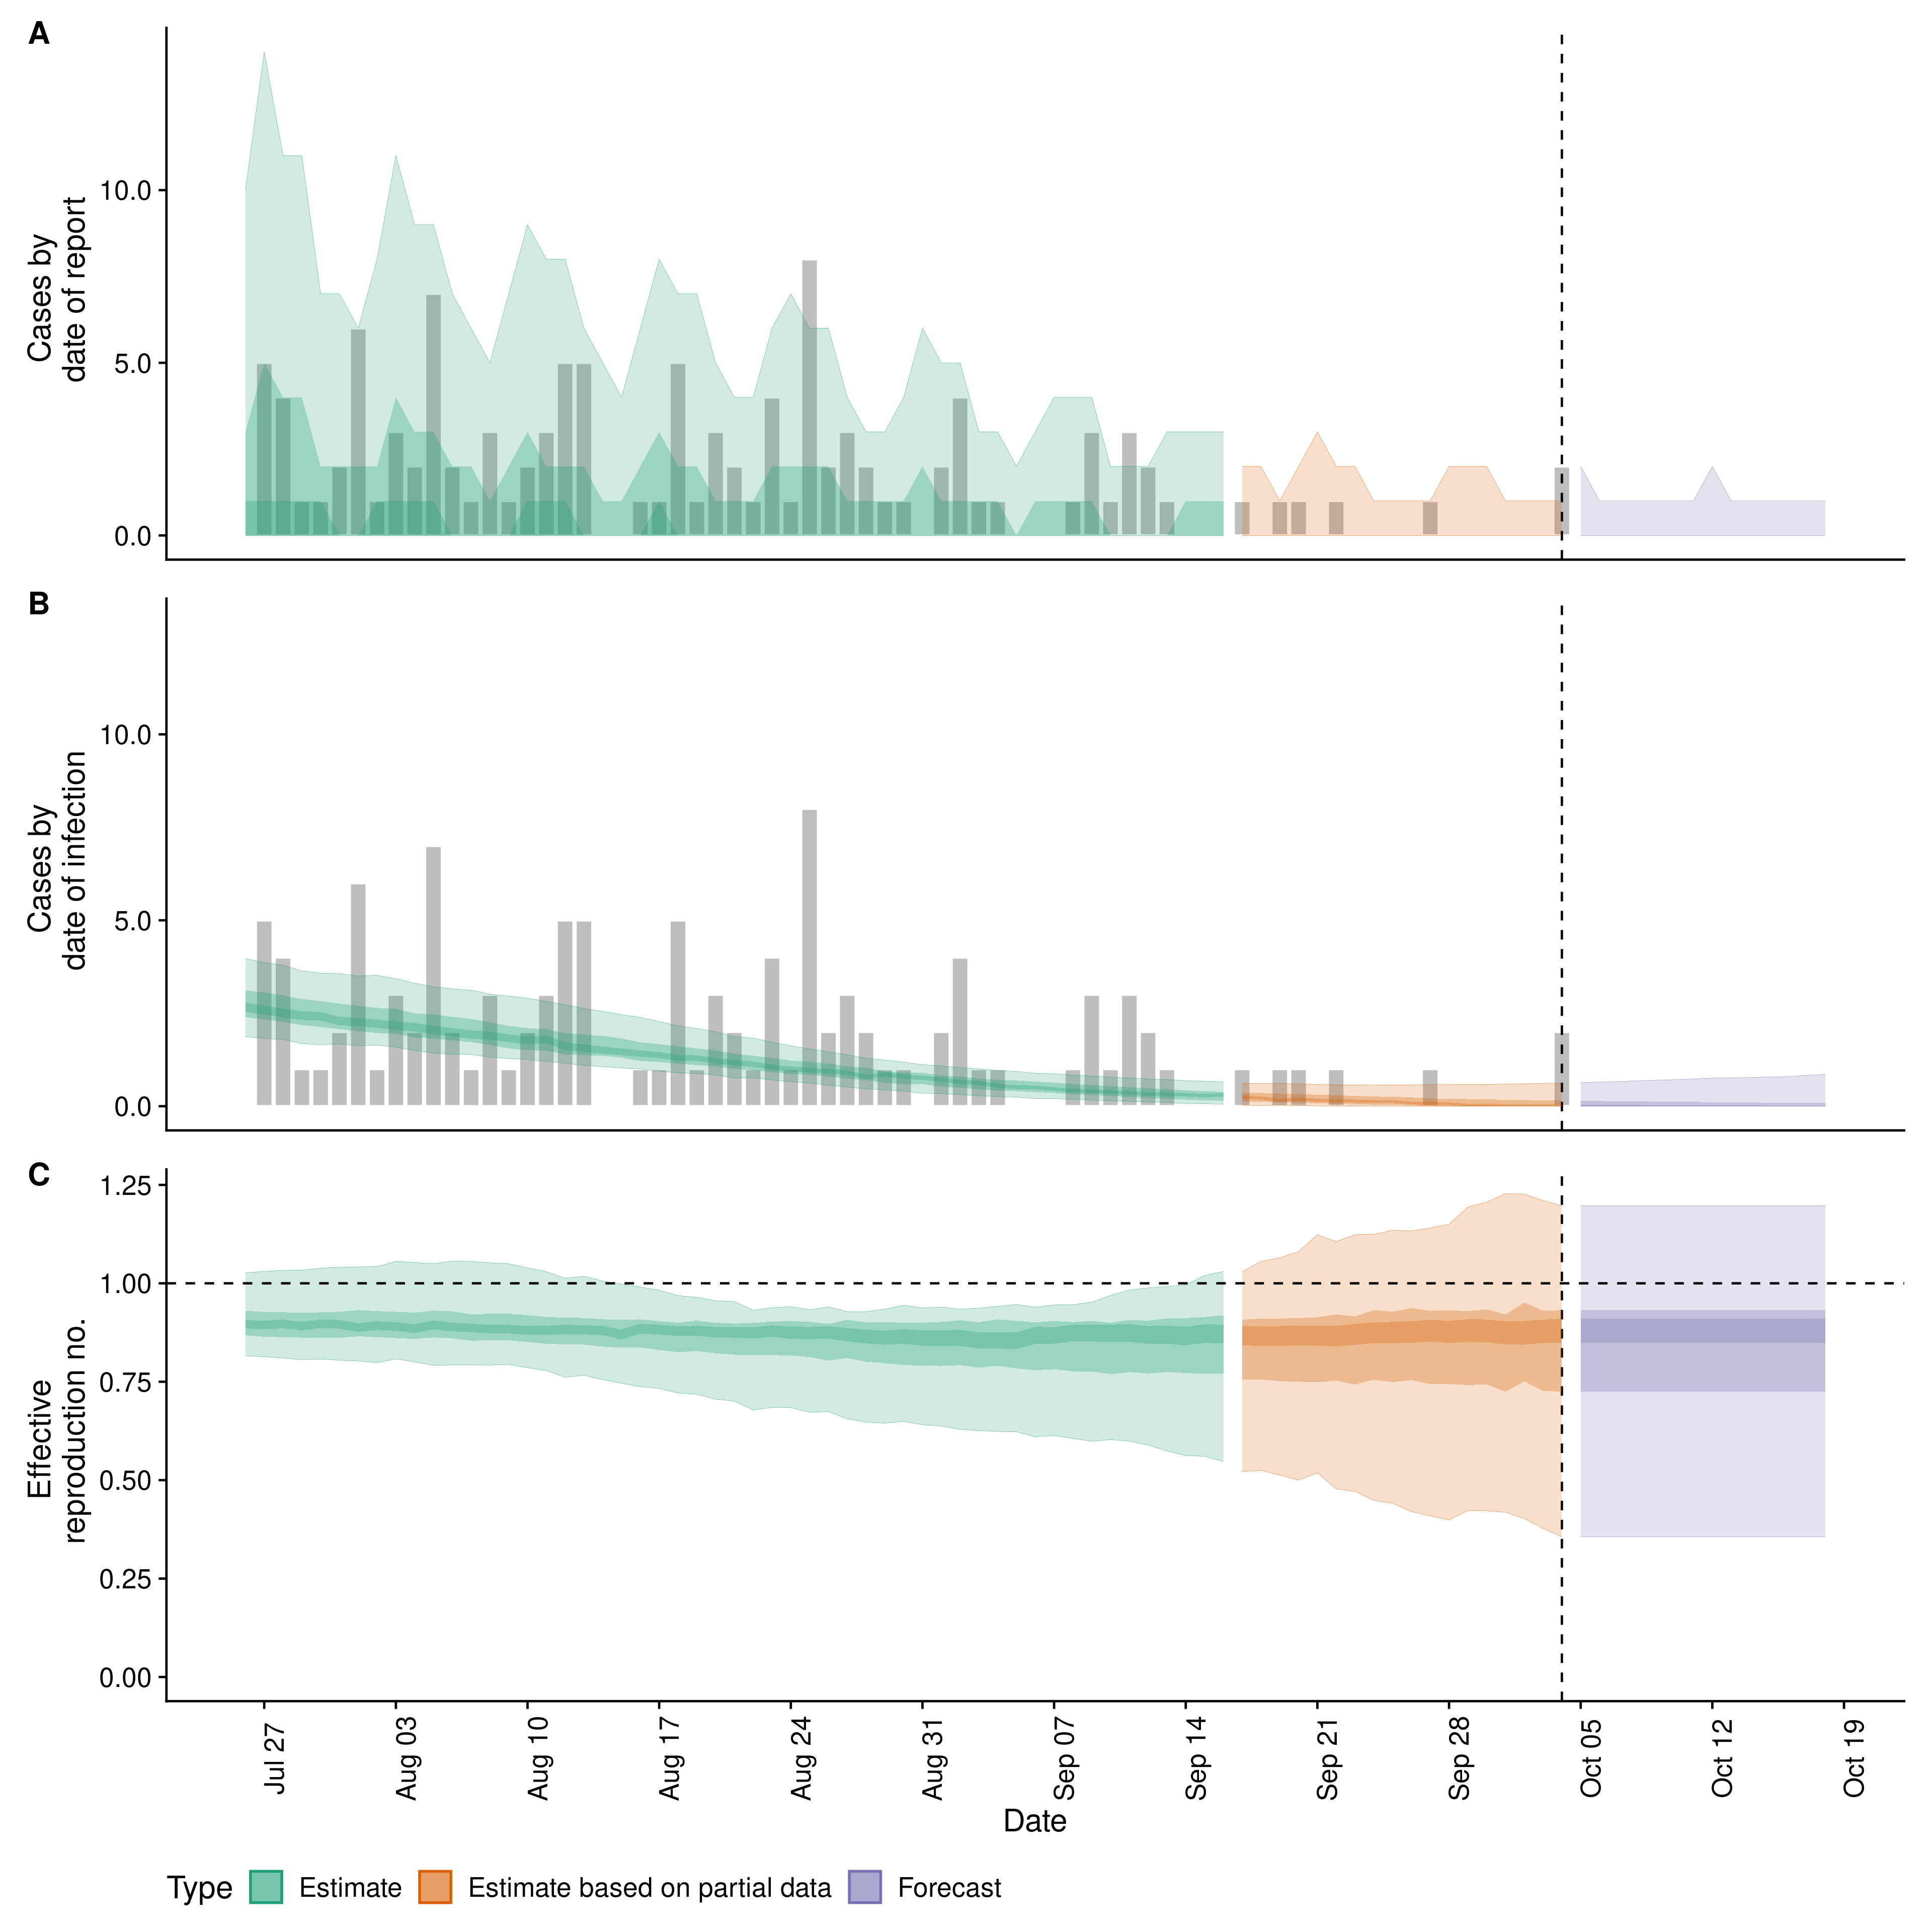 A
Cases by
date of report
10.0
5.0
0.0
B
Cases by
date of infection
10.0
5.0
0.0
C
Effective
reproduction no.
1.25
1.00
0.75
0.50
0.25
0.00
Jul 27
Aug 03
Aug 10
Aug 17
Aug 24
Aug 31
Sep 07
Sep 14
Sep 21
Sep 28
Oct 05
Oct 12
Oct 19
Date
Type Estimate Estimate based on partial data Forecast